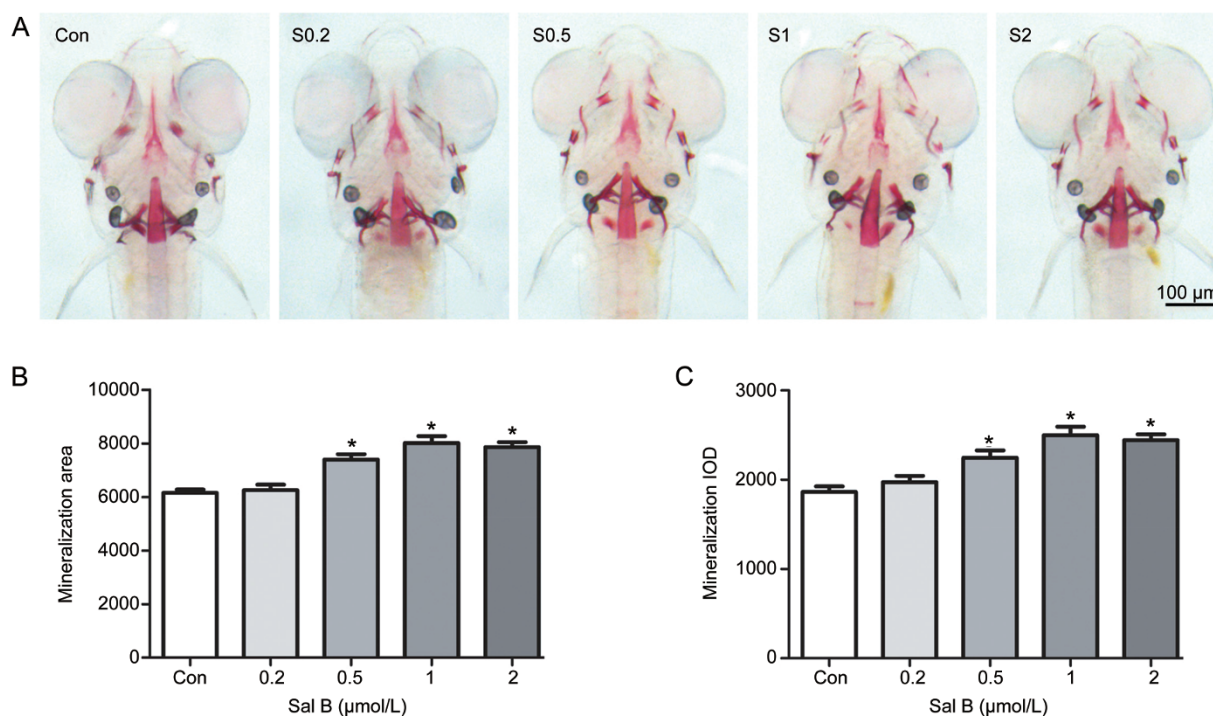 A
Con
S0.2
S0.5
S1
S2
100 µm
B
Mineralization area
10000
8000
6000
4000
2000
0
*
*
*
Con
0.2
0.5
1
2
Sal B (µmol/L)
C
Mineralization IOD
3000
2000
1000
0
*
*
*
Con
0.2
0.5
1
2
Sal B (µmol/L)